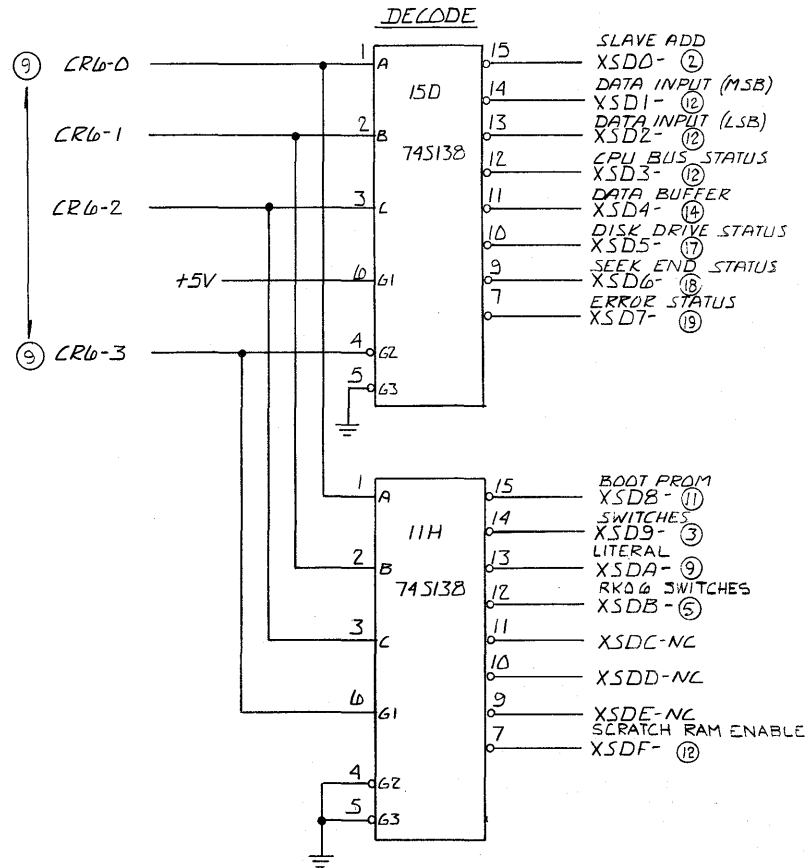 DECODE
SLAVE ADD
9 CR6-0 1 A 15 XSD0- 2
15D
DATA INPUT (MSB)
14 XSD1- 12
DATA INPUT (LSB)
CR6-1 2 B 13 XSD2- 12
74S138
CPU BUS STATUS
12 XSD3- 12
DATA BUFFER
CR6-2 3 C 11 XSD4- 14
DISK DRIVE STATUS
10 XSD5- 17
SEEK END STATUS
+5V 6 G1 9 XSD6- 18
ERROR STATUS
7 XSD7- 19
9 CR6-3 4 G2
5 G3
BOOT PROM
1 A 15 XSD8- 11
11H
SWITCHES
14 XSD9- 3
LITERAL
2 B 13 XSDA- 9
74S138
RK06 SWITCHES
12 XSDB- 5
3 C 11 XSDC-NC
10 XSDD-NC
6 G1 9 XSDE-NC
SCRATCH RAM ENABLE
7 XSDF- 12
4 G2
5 G3